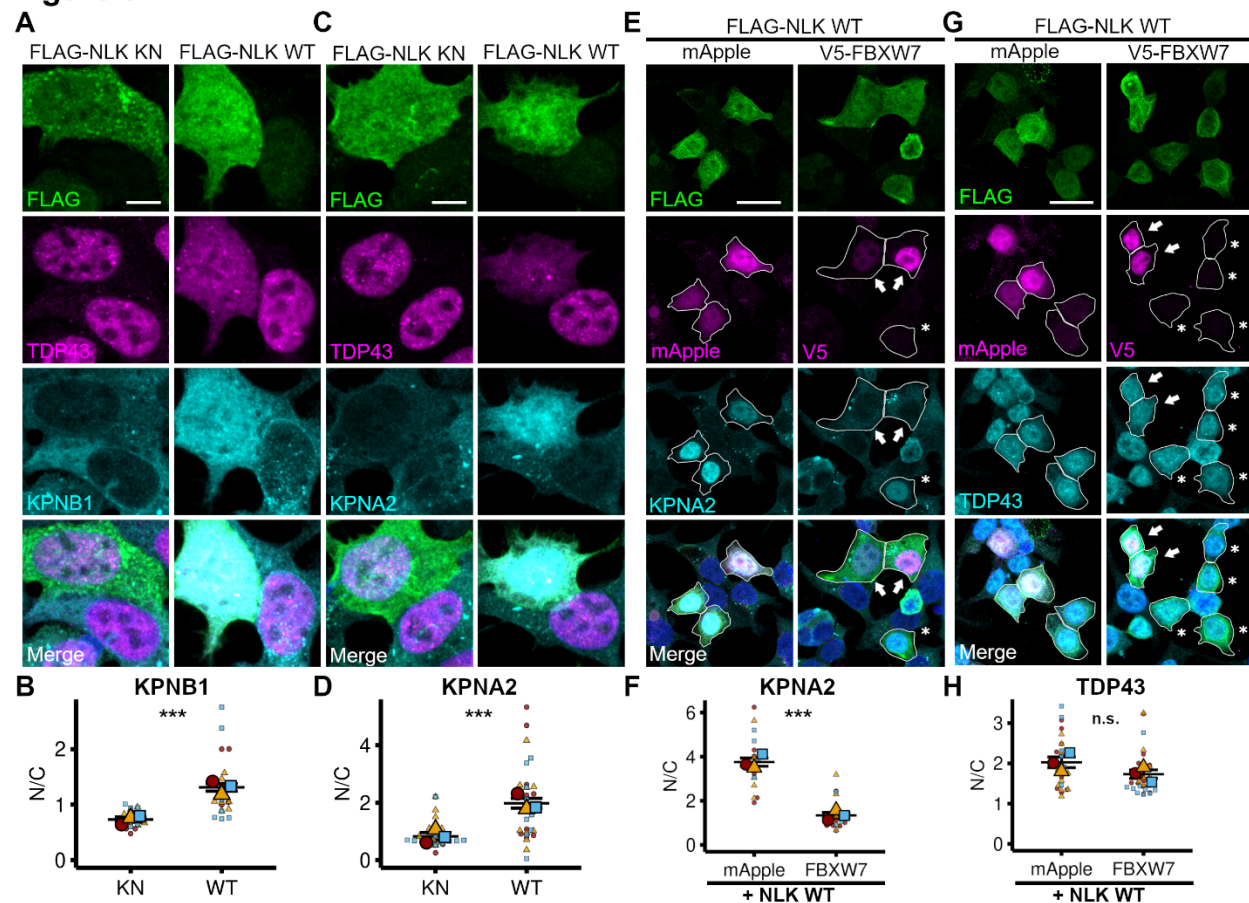 A
C
E
G
FLAG-NLK WT
FLAG-NLK WT
FLAG-NLK KN
FLAG-NLK WT
FLAG-NLK KN
FLAG-NLK WT
mApple
V5-FBXW7
mApple
V5-FBXW7
FLAG
FLAG
FLAG
FLAG
TDP43
TDP43
mApple
V5
*
mApple
V5
*
*
*
*
KPNB1
KPNA2
KPNA2
*
TDP43
*
*
*
*
Merge
Merge
Merge
*
Merge
*
*
*
*
B
KPNB1
***
N/C
2
1
0
KN
WT
D
KPNA2
***
N/C
4
2
0
KN
WT
F
KPNA2
***
N/C
6
4
2
0
mApple
FBXW7
+ NLK WT
H
TDP43
n.s.
N/C
3
2
1
0
mApple
FBXW7
+ NLK WT